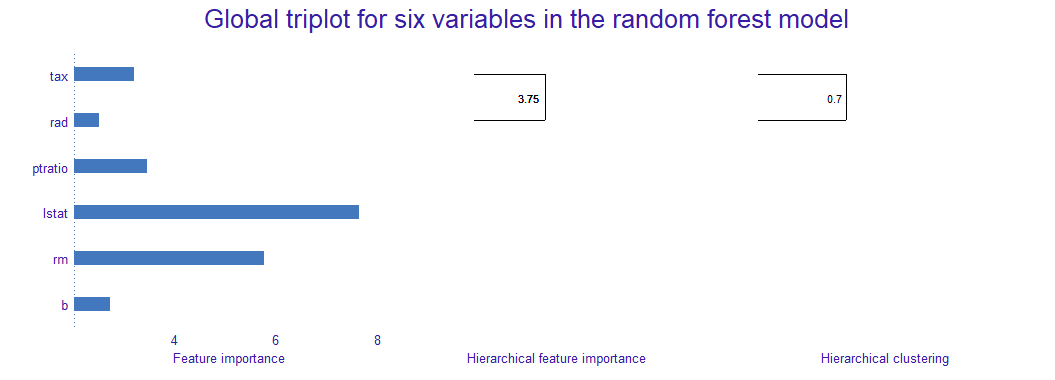 Global triplot for six variables in the random forest model
tax
3.75
0.7
rad
ptratio
lstat
rm
b
4 6 8
Feature importance Hierarchical feature importance Hierarchical clustering